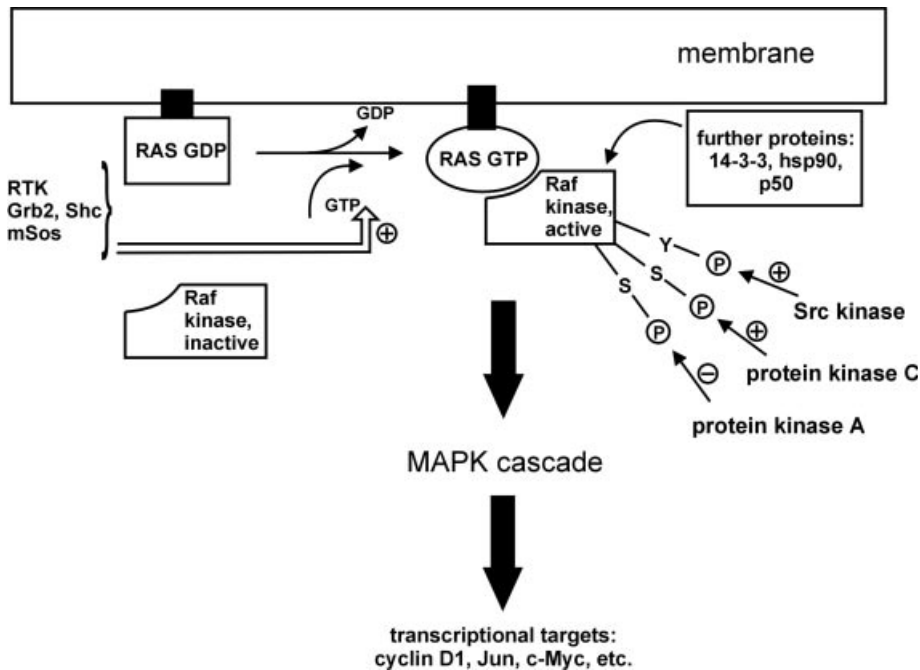 membrane
GDP
RAS GDP
RAS GTP
further proteins:
14-3-3, hsp90,
p50
RTK
Grb2, Shc
mSos
GTP
+
Raf
kinase,
active
Y
P
+
S
P
+
S
P
−
Src kinase
protein kinase C
protein kinase A
Raf
kinase,
inactive
MAPK cascade
transcriptional targets:
cyclin D1, Jun, c-Myc, etc.